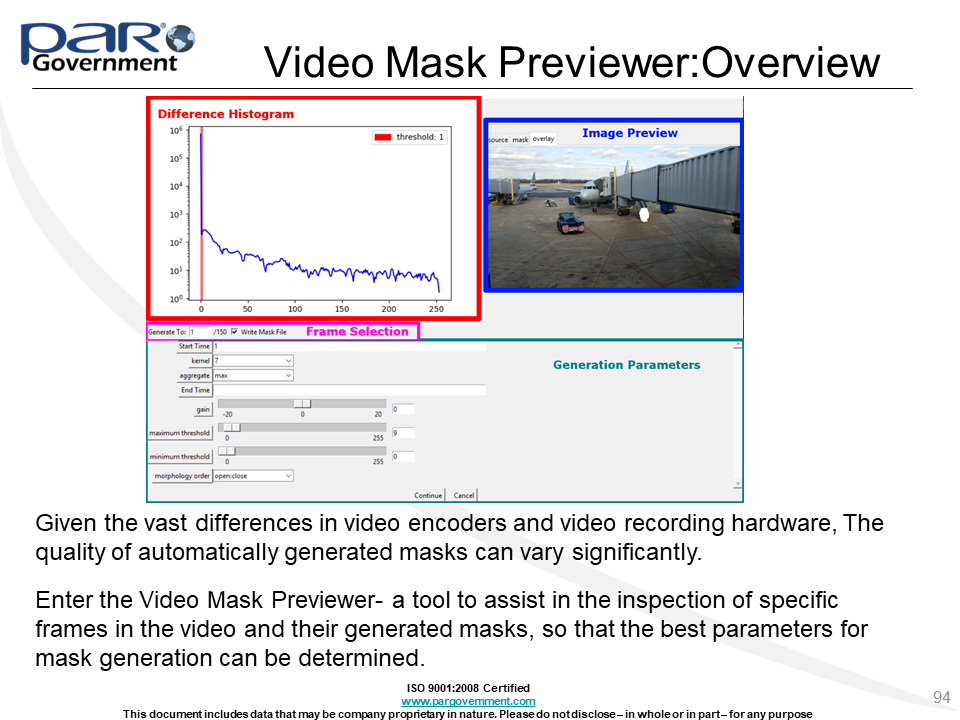 PAR®
Government
Video Mask Previewer:Overview
Difference Histogram
threshold: 1
10^6
10^5
10^4
10^3
10^2
10^1
10^0
0 50 100 150 200 250
Image Preview
source mask overlay
Generate To: 1 /150 Write Mask File Frame Selection
Start Time 1
kernel 7
Generation Parameters
aggregate max
End Time
gain -20 0 20 0
maximum threshold 0 255 9
minimum threshold 0 255 0
morphology order open:close
Continue Cancel
Given the vast differences in video encoders and video recording hardware, The
quality of automatically generated masks can vary significantly.
Enter the Video Mask Previewer- a tool to assist in the inspection of specific
frames in the video and their generated masks, so that the best parameters for
mask generation can be determined.
ISO 9001:2008 Certified
www.pargovernment.com
This document includes data that may be company proprietary in nature. Please do not disclose – in whole or in part – for any purpose
94